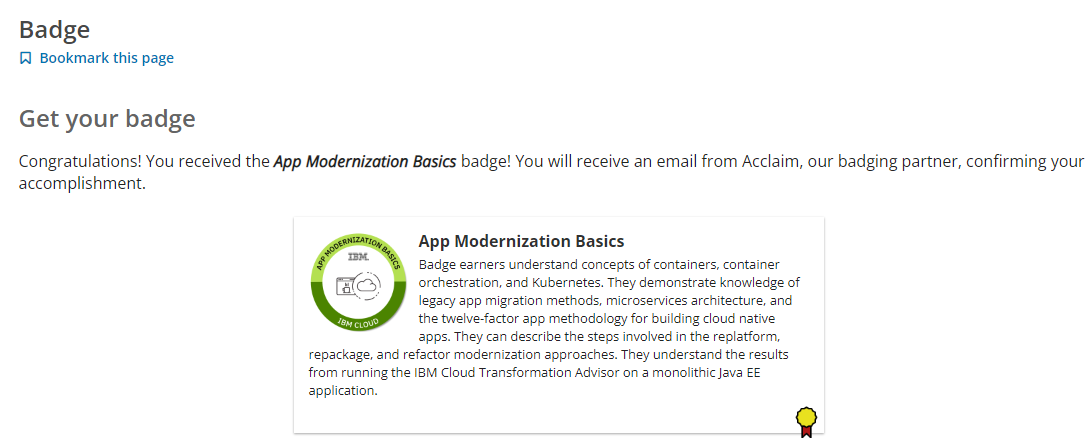 Badge
Bookmark this page
Get your badge
Congratulations! You received the App Modernization Basics badge! You will receive an email from Acclaim, our badging partner, confirming your
accomplishment.
APP MODERNIZATION BASICS
IBM
IBM CLOUD
App Modernization Basics
Badge earners understand concepts of containers, container
orchestration, and Kubernetes. They demonstrate knowledge of
legacy app migration methods, microservices architecture, and
the twelve-factor app methodology for building cloud native
apps. They can describe the steps involved in the replatform,
repackage, and refactor modernization approaches. They understand the results
from running the IBM Cloud Transformation Advisor on a monolithic Java EE
application.